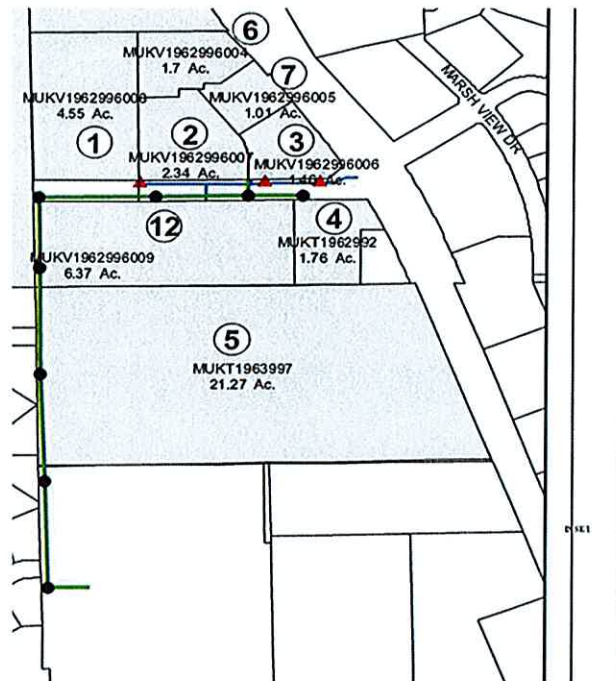 6
MUKV1962996004
1.7 Ac.
7
MUKV1962996008
4.55 Ac.
MUKV1962996005
1.01 Ac.
MARSH VIEW DR
1
2
3
MUKV1962996007
2.34 Ac.
MUKV1962996006
Ac.
12
4
MUKT1962992
1.76 Ac.
MUKV1962996009
6.37 Ac.
5
MUKT1963997
21.27 Ac.